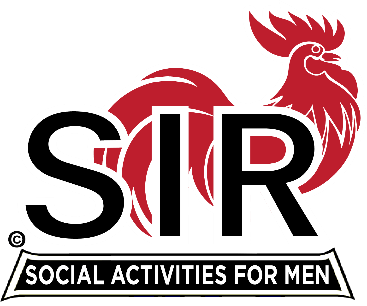 SIR
©
SOCIAL ACTIVITIES FOR MEN